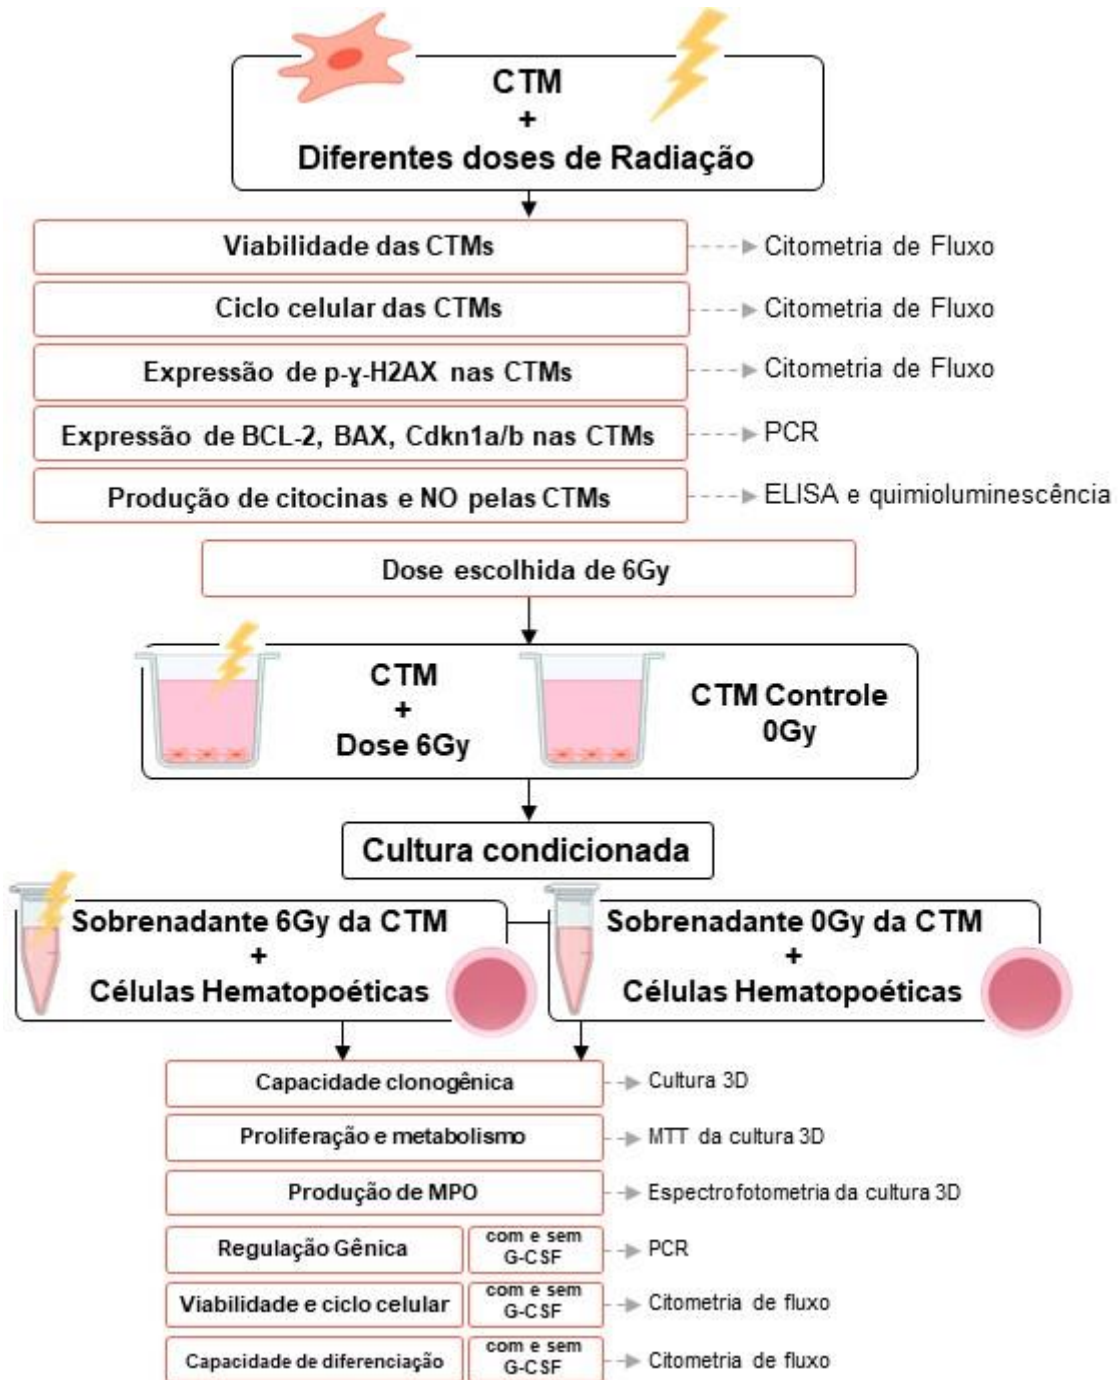 CTM
+
Diferentes doses de Radiação
Viabilidade das CTMs
Citometria de Fluxo
Ciclo celular das CTMs
Citometria de Fluxo
Expressão de p-ɣ-H2AX nas CTMs
Citometria de Fluxo
Expressão de BCL-2, BAX, Cdkn1a/b nas CTMs
PCR
Produção de citocinas e NO pelas CTMs
ELISA e quimioluminescência
Dose escolhida de 6Gy
CTM
+
Dose 6Gy
CTM Controle
0Gy
Cultura condicionada
Sobrenadante 6Gy da CTM
+
Células Hematopoéticas
Sobrenadante 0Gy da CTM
+
Células Hematopoéticas
Capacidade clonogênica
Cultura 3D
Proliferação e metabolismo
MTT da cultura 3D
Produção de MPO
Espectrofotometria da cultura 3D
Regulação Gênica
com e sem
G-CSF
PCR
Viabilidade e ciclo celular
com e sem
G-CSF
Citometria de fluxo
Capacidade de diferenciação
com e sem
G-CSF
Citometria de fluxo